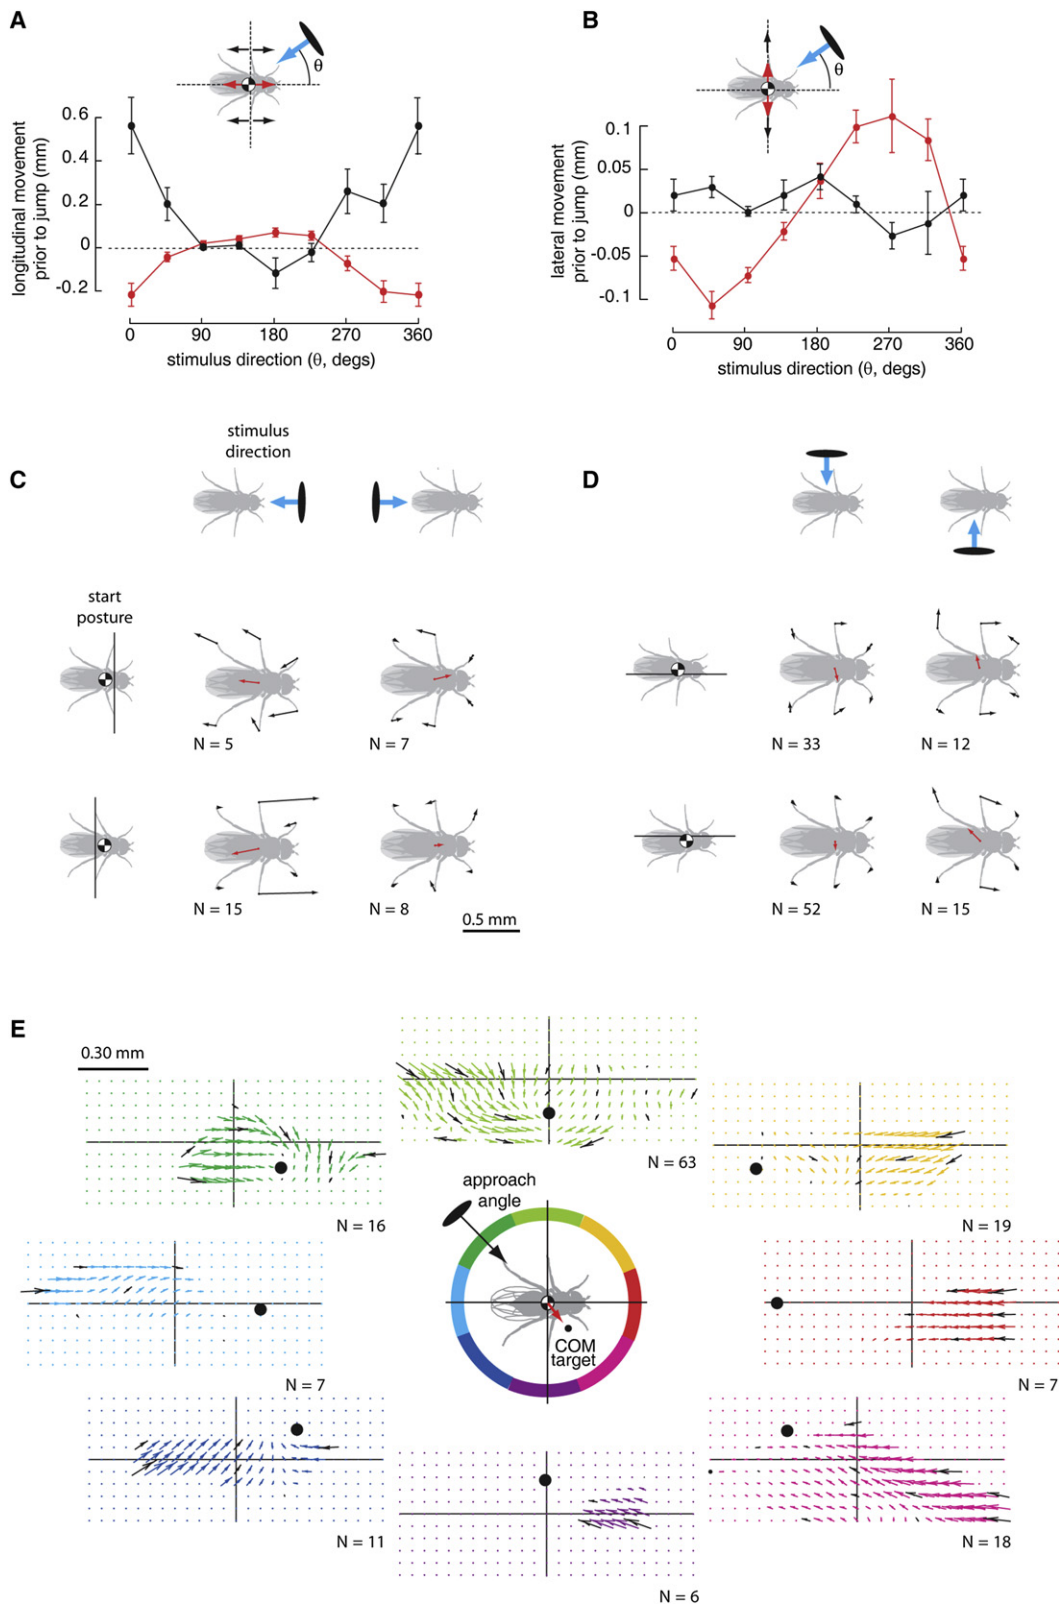 A
θ
longitudinal movement
prior to jump (mm)
0.6
0.4
0.2
0
-0.2
0
90
180
270
360
stimulus direction (θ, degs)
B
θ
lateral movement
prior to jump (mm)
0.1
0.05
0
-0.05
-0.1
0
90
180
270
360
stimulus direction (θ, degs)
C
stimulus
direction
start
posture
N = 5
N = 7
N = 15
N = 8
0.5 mm
D
N = 33
N = 12
N = 52
N = 15
E
0.30 mm
N = 16
N = 63
N = 19
approach
angle
COM
target
N = 7
N = 7
N = 11
N = 6
N = 18